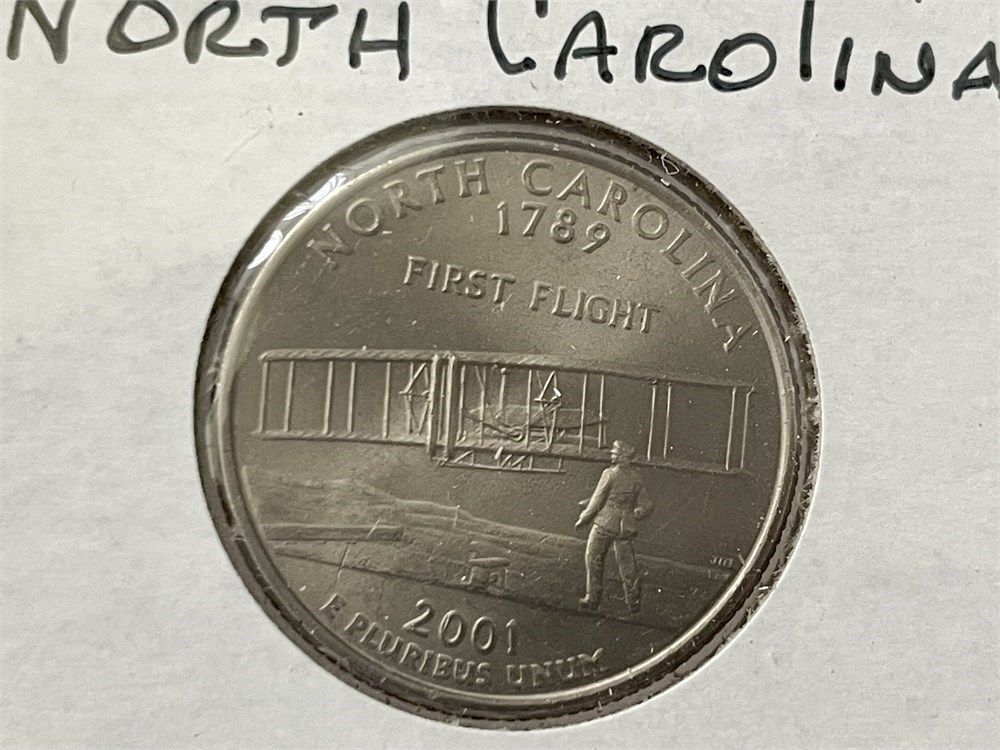 NORTH CAROLINA
NORTH CAROLINA
1789
FIRST FLIGHT
2001
E PLURIBUS UNUM